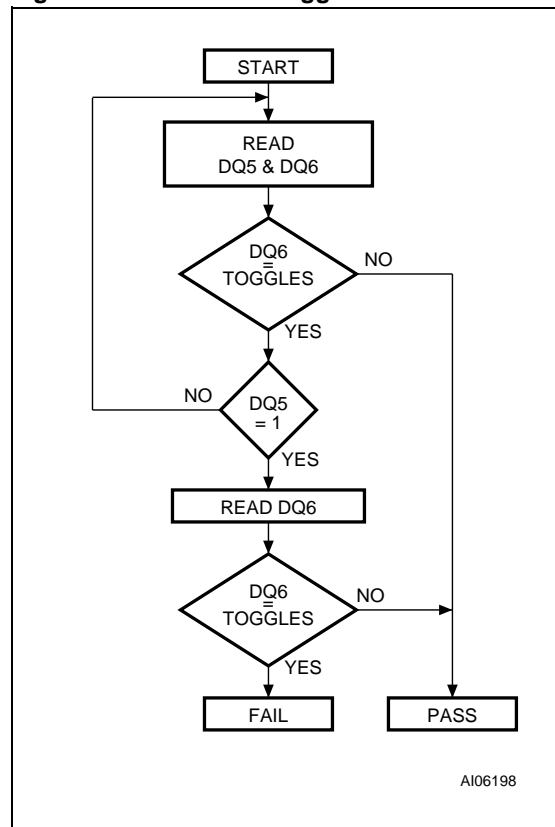 START
READ
DQ5 & DQ6
DQ6
=
TOGGLES
NO
YES
NO
DQ5
= 1
YES
READ DQ6
DQ6
=
TOGGLES
NO
YES
FAIL
PASS
AI06198